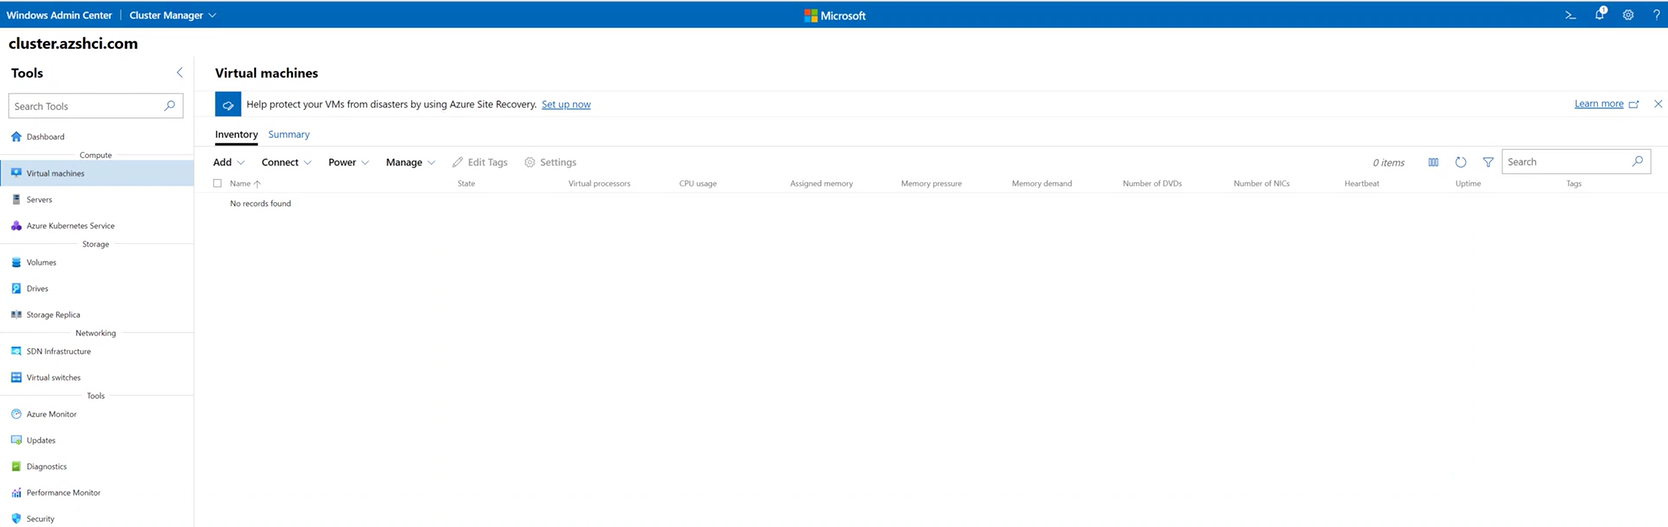 Windows Admin Center | Cluster Manager
Microsoft
1
?
cluster.azshci.com
Tools
Search Tools
Dashboard
Compute
Virtual machines
Servers
Azure Kubernetes Service
Storage
Volumes
Drives
Storage Replica
Networking
SDN Infrastructure
Virtual switches
Tools
Azure Monitor
Updates
Diagnostics
Performance Monitor
Security
Virtual machines
Help protect your VMs from disasters by using Azure Site Recovery. Set up now
Learn more
Inventory Summary
Add Connect Power Manage Edit Tags Settings
0 items
Search
Name State Virtual processors CPU usage Assigned memory Memory pressure Memory demand Number of DVDs Number of NICs Heartbeat Uptime Tags
No records found